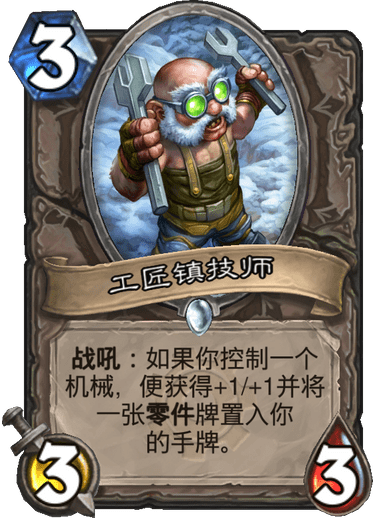 3
工匠镇技师
战吼：如果你控制一个
机械，便获得+1/+1并将
一张零件牌置入你
的手牌。
3
3